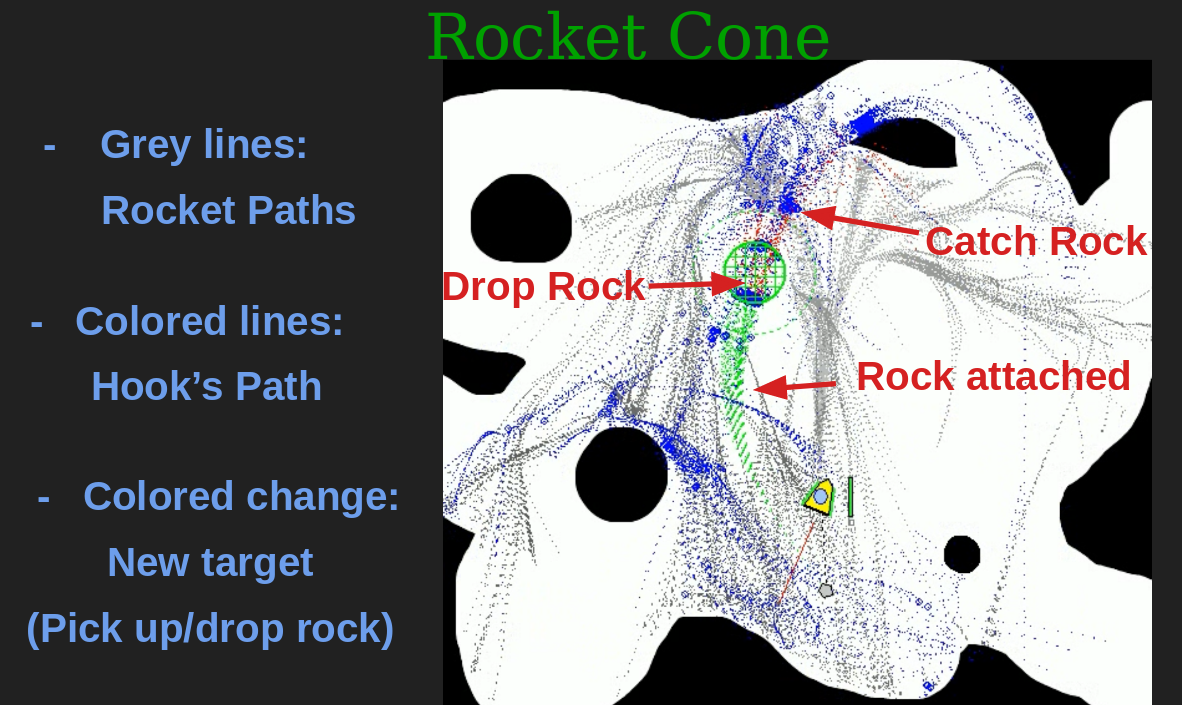 Rocket Cone
- Grey lines:
Rocket Paths
- Colored lines:
Hook’s Path
- Colored change:
New target
(Pick up/drop rock)
Catch Rock
Drop Rock
Rock attached